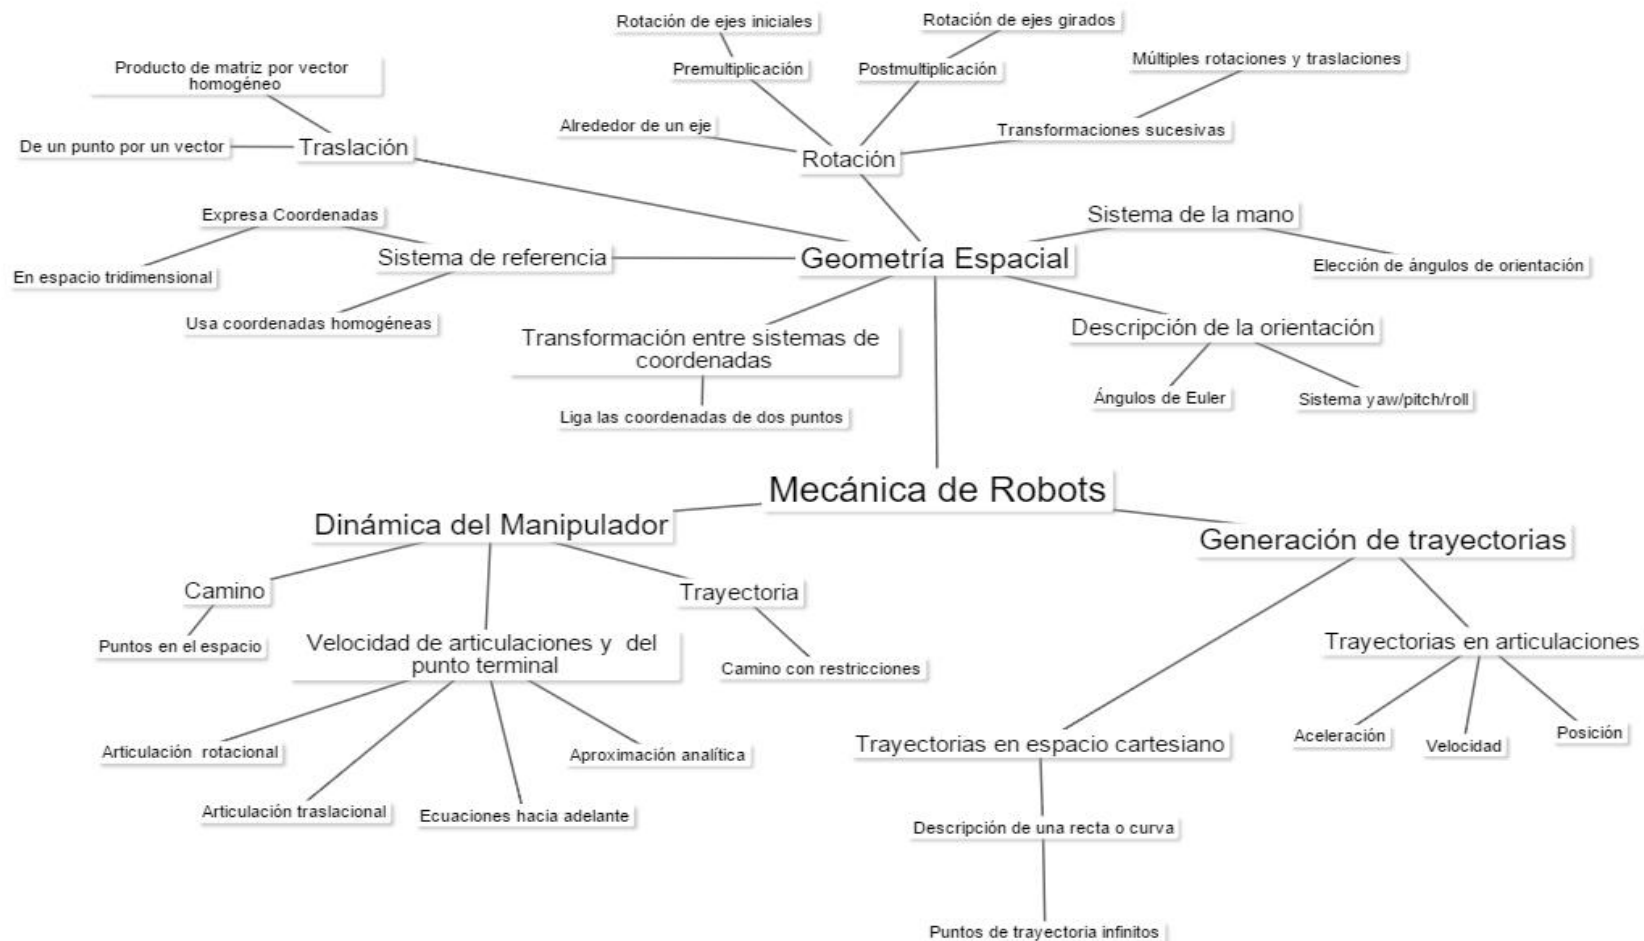 Rotación de ejes iniciales
Rotación de ejes girados
Producto de matriz por vector
homogéneo
Premultiplicación
Postmultiplicación
Múltiples rotaciones y traslaciones
De un punto por un vector
Traslación
Alrededor de un eje
Rotación
Transformaciones sucesivas
Expresa Coordenadas
Sistema de la mano
En espacio tridimensional
Sistema de referencia
Geometría Espacial
Elección de ángulos de orientación
Usa coordenadas homogéneas
Transformación entre sistemas de
coordenadas
Descripción de la orientación
Liga las coordenadas de dos puntos
Ángulos de Euler
Sistema yaw/pitch/roll
Mecánica de Robots
Dinámica del Manipulador
Generación de trayectorias
Camino
Trayectoria
Puntos en el espacio
Velocidad de articulaciones y  del
punto terminal
Camino con restricciones
Trayectorias en articulaciones
Articulación  rotacional
Aproximación analítica
Trayectorias en espacio cartesiano
Aceleración
Velocidad
Posición
Articulación traslacional
Ecuaciones hacia adelante
Descripción de una recta o curva
Puntos de trayectoria infinitos